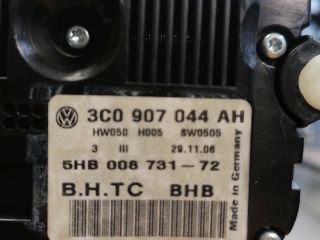 3C0 907 044 AH
HW050 H005 SW0505
3 III 29.11.06
5HB 008 731-72
B.H.TC BHB
Made in Germany